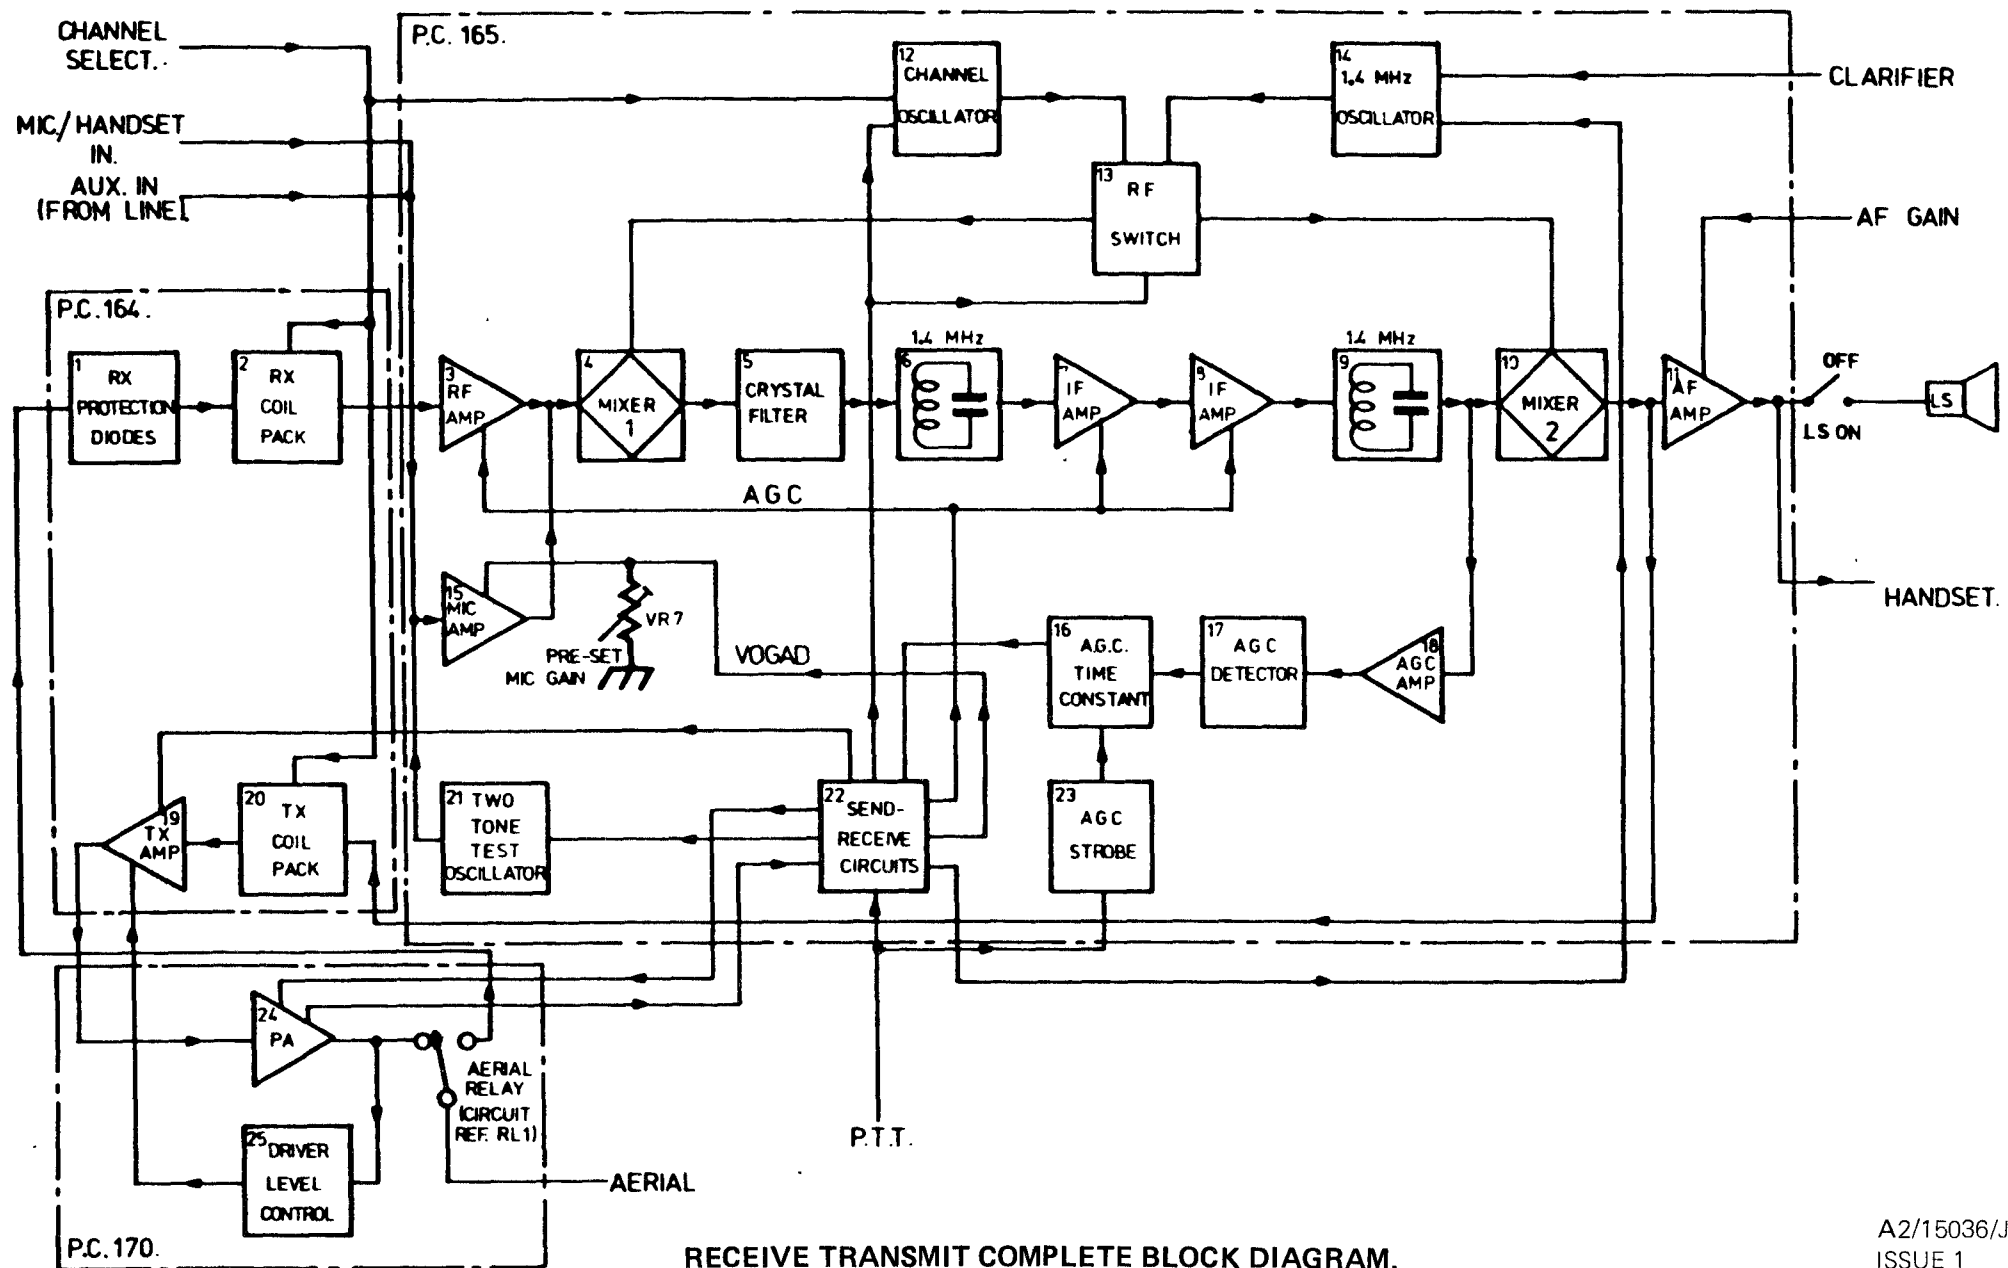 CHANNEL
SELECT.
MIC./HANDSET
IN.
AUX. IN
(FROM LINE).
P.C. 165.
12
CHANNEL
OSCILLATOR
14
1.4 MHz
OSCILLATOR
CLARIFIER
13
RF
SWITCH
AF GAIN
P.C. 164.
1
RX
PROTECTION
DIODES
2
RX
COIL
PACK
3
RF
AMP
4
MIXER
1
5
CRYSTAL
FILTER
1.4 MHz
6
7
IF
AMP
8
IF
AMP
1.4 MHz
9
10
MIXER
2
11
AF
AMP
OFF
LS ON
LS
HANDSET.
AGC
15
MIC
AMP
VR7
PRE-SET
MIC GAIN
VOGAD
16
A.G.C.
TIME
CONSTANT
17
AGC
DETECTOR
18
AGC
AMP
19
TX
AMP
20
TX
COIL
PACK
21 TWO
TONE
TEST
OSCILLATOR
22
SEND-
RECEIVE
CIRCUITS
23
AGC
STROBE
24
PA
AERIAL
RELAY
(CIRCUIT
REF. RL1)
25
DRIVER
LEVEL
CONTROL
P.C. 170.
AERIAL
P.T.T.
RECEIVE TRANSMIT COMPLETE BLOCK DIAGRAM.
A2/15036/J
ISSUE 1